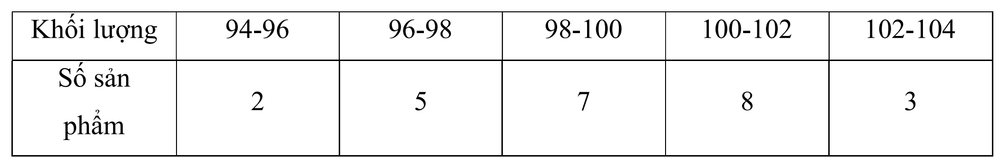 Khối lượng 94-96 96-98 98-100 100-102 102-104
Số sản
phẩm 2 5 7 8 3